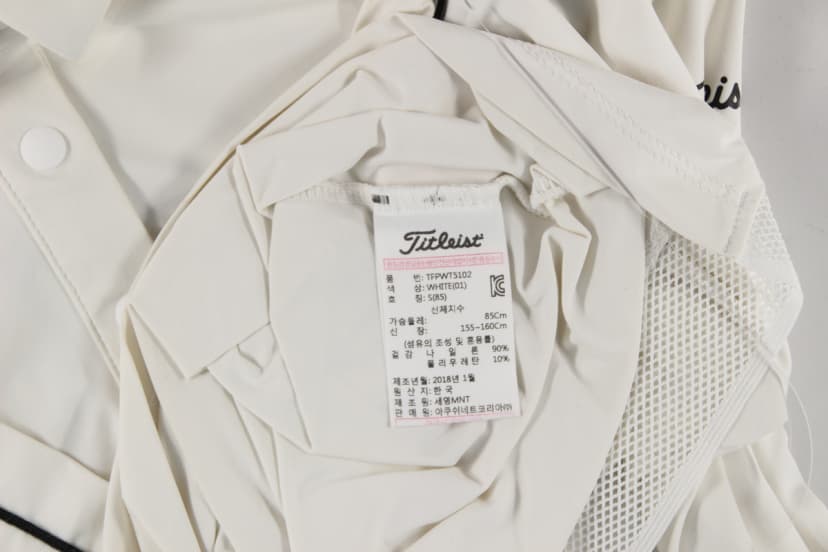 eist
Titleist
품 번: TFPWT5102
색 상: WHITE(01)
호 칭: S(85)
신체치수
가슴둘레: 85Cm
신 장: 155~160Cm
(섬유의 조성 및 혼용률)
겉감 나 일 론 90%
폴리우레탄 10%
제조년월: 2018년 1월
원 산 지: 한 국
제 조 원: 세명MNT
판 매 원: 아쿠쉬네트코리아㈜